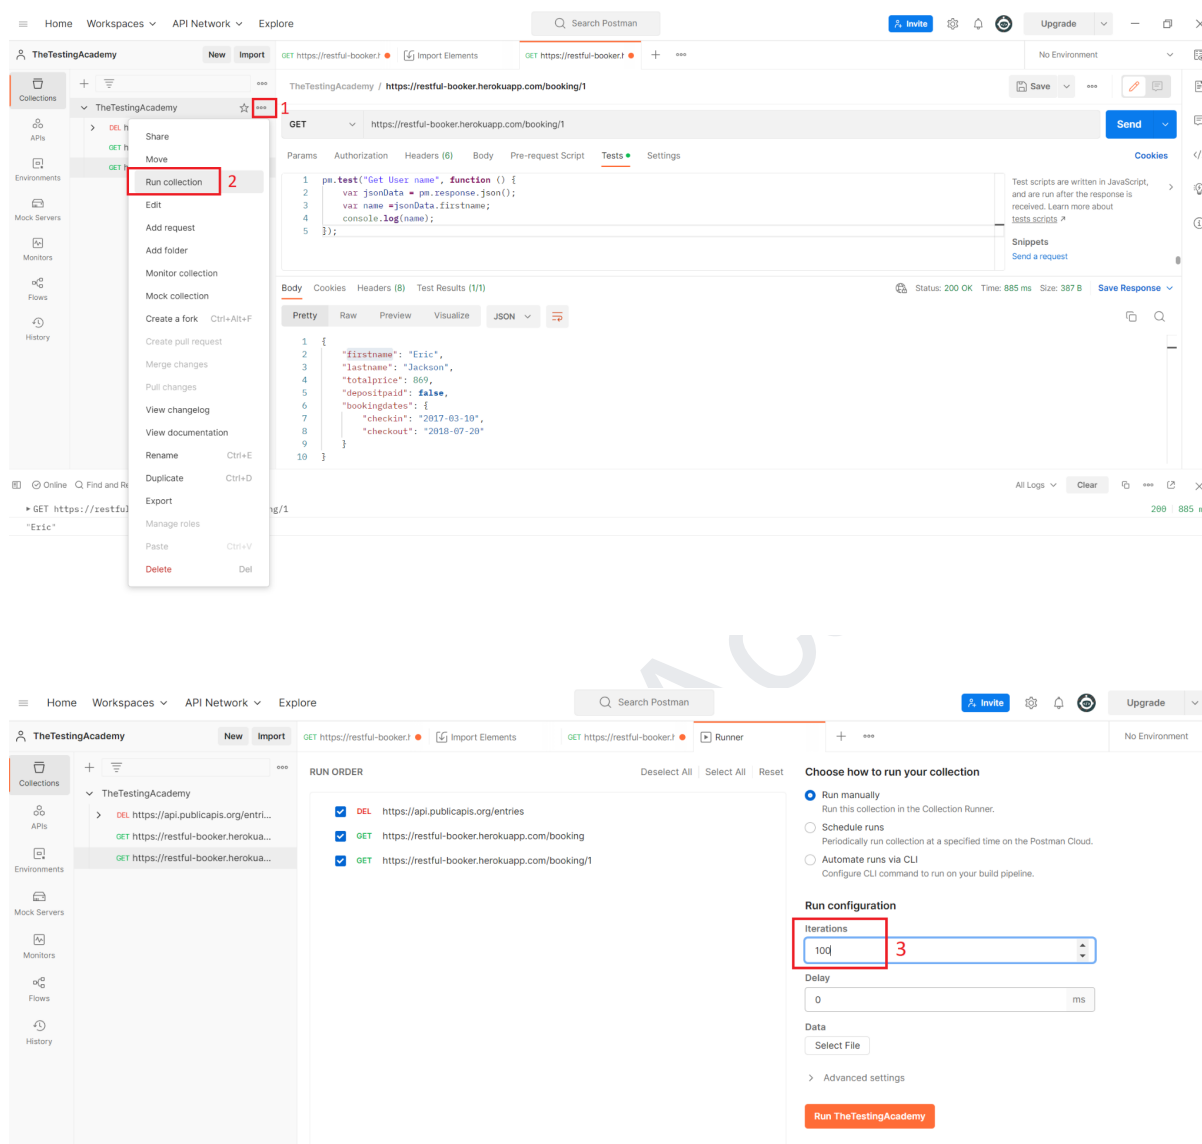 Home Workspaces API Network Explore Search Postman Invite Upgrade
TheTestingAcademy New Import GET https://restful-booker.h Import Elements GET https://restful-booker.h No Environment
Collections
TheTestingAcademy / https://restful-booker.herokuapp.com/booking/1 Save
TheTestingAcademy 1
GET https://restful-booker.herokuapp.com/booking/1 Send
APIs
DEL h
GET h
GET h
Environments
Mock Servers
Monitors
Flows
History
Share
Move
Run collection 2
Edit
Add request
Add folder
Monitor collection
Mock collection
Create a fork Ctrl+Alt+F
Create pull request
Merge changes
Pull changes
View changelog
View documentation
Rename Ctrl+E
Duplicate Ctrl+D
Export
Manage roles
Paste Ctrl+V
Delete Del
Params Authorization Headers (6) Body Pre-request Script Tests Settings Cookies
1 pm.test("Get User name", function () {
2 var jsonData = pm.response.json();
3 var name =jsonData.firstname;
4 console.log(name);
5 });
Test scripts are written in JavaScript,
and are run after the response is
received. Learn more about
tests scripts
Snippets
Send a request
Body Cookies Headers (8) Test Results (1/1) Status: 200 OK Time: 885 ms Size: 387 B Save Response
Pretty Raw Preview Visualize JSON
1 {
2 "firstname": "Eric",
3 "lastname": "Jackson",
4 "totalprice": 869,
5 "depositpaid": false,
6 "bookingdates": {
7 "checkin": "2017-03-10",
8 "checkout": "2018-07-20"
9 }
10 }
Online Find and Re All Logs Clear
GET https://restful ng/1 200 885 m
"Eric"
Home Workspaces API Network Explore Search Postman Invite Upgrade
TheTestingAcademy New Import GET https://restful-booker.h Import Elements GET https://restful-booker.h Runner No Environment
Collections
APIs
Environments
Mock Servers
Monitors
Flows
History
TheTestingAcademy
DEL https://api.publicapis.org/entri...
GET https://restful-booker.herokua...
GET https://restful-booker.herokua...
RUN ORDER Deselect All Select All Reset
DEL https://api.publicapis.org/entries
GET https://restful-booker.herokuapp.com/booking
GET https://restful-booker.herokuapp.com/booking/1
Choose how to run your collection
Run manually
Run this collection in the Collection Runner.
Schedule runs
Periodically run collection at a specified time on the Postman Cloud.
Automate runs via CLI
Configure CLI command to run on your build pipeline.
Run configuration
Iterations
100 3
Delay
0 ms
Data
Select File
Advanced settings
Run TheTestingAcademy